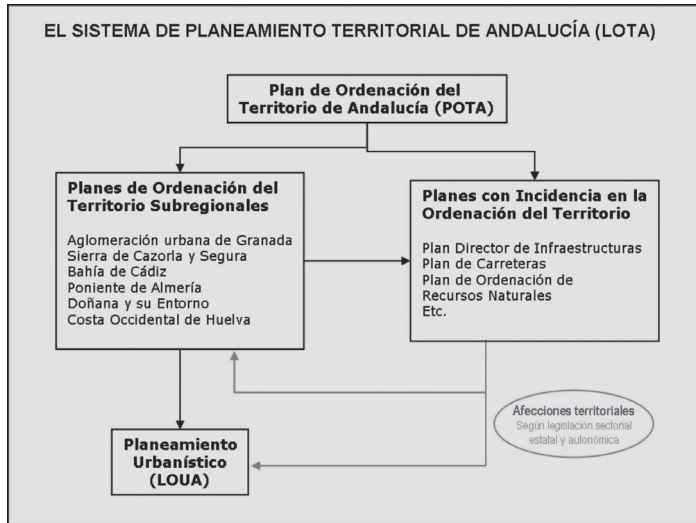 EL SISTEMA DE PLANEAMIENTO TERRITORIAL DE ANDALUCÍA (LOTA)
Plan de Ordenación del
Territorio de Andalucía (POTA)
Planes de Ordenación del
Territorio Subregionales
Aglomeración urbana de Granada
Sierra de Cazorla y Segura
Bahía de Cádiz
Poniente de Almería
Doñana y su Entorno
Costa Occidental de Huelva
Planes con Incidencia en la
Ordenación del Territorio
Plan Director de Infraestructuras
Plan de Carreteras
Plan de Ordenación de
Recursos Naturales
Etc.
Afecciones territoriales
Según legislación sectorial
estatal y autonómica
Planeamiento
Urbanístico
(LOUA)